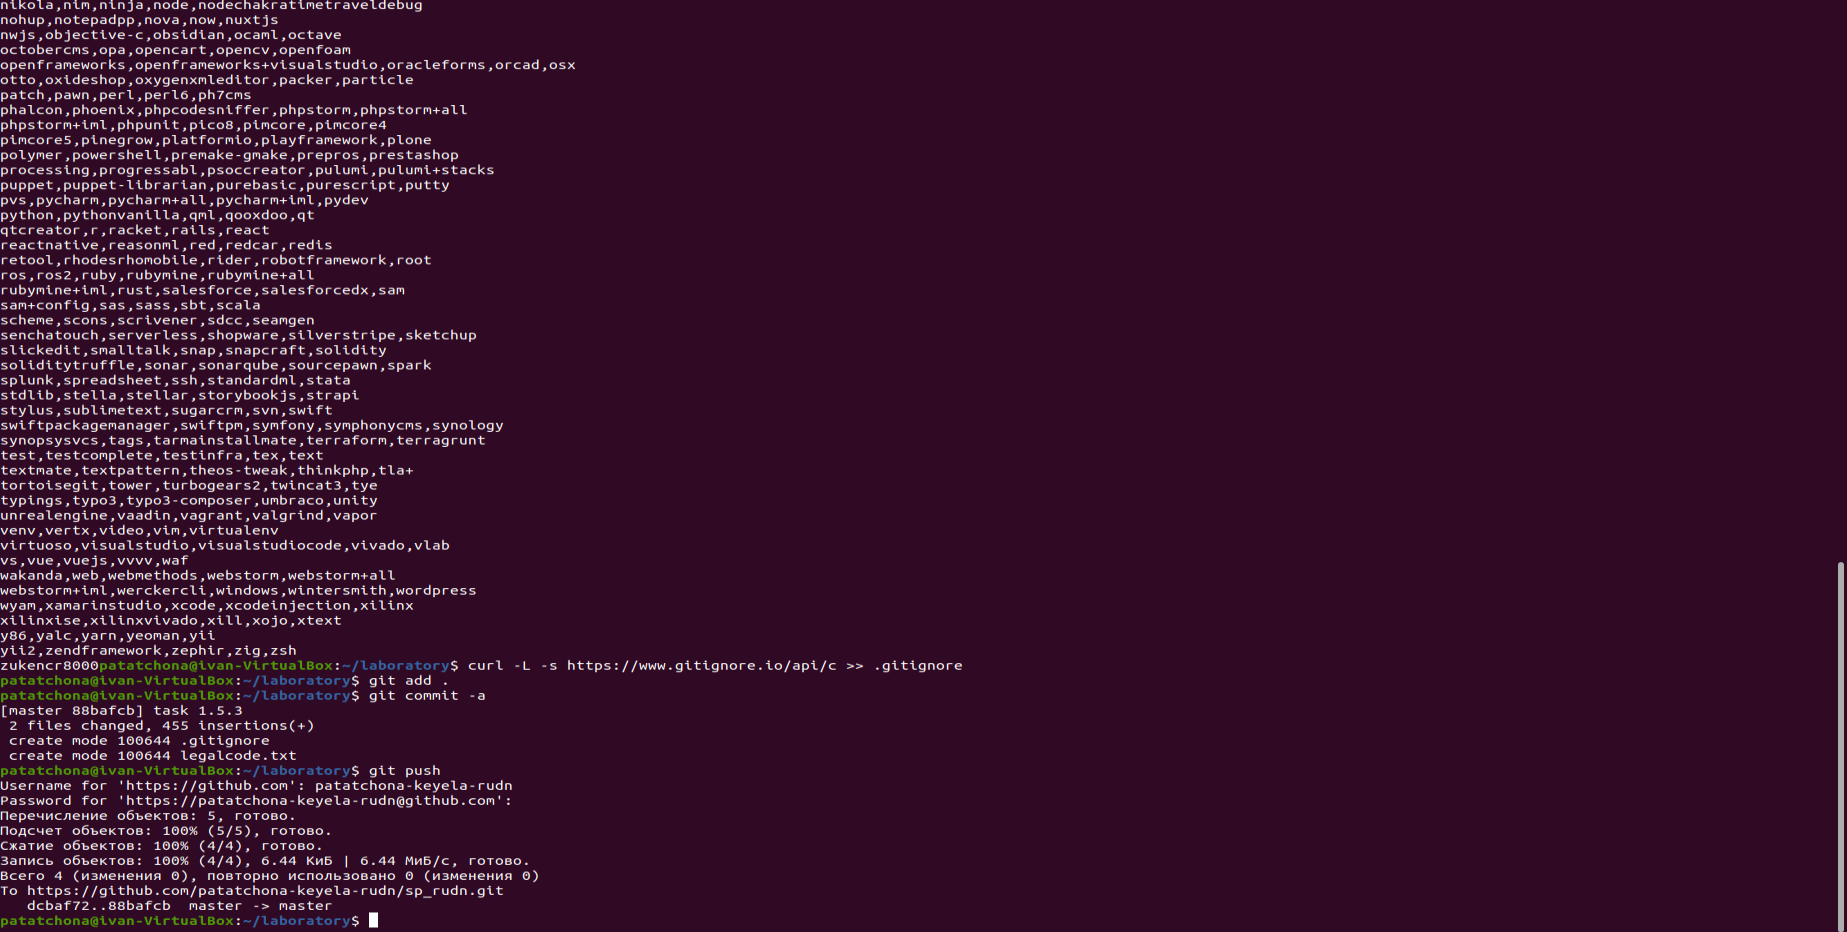 nikola,nim,ninja,node,nodechakratimetraveldebug
nohup,notepadpp,nova,now,nuxtjs
nwjs,objective-c,obsidian,ocaml,octave
octobercms,opa,opencart,opencv,openfoam
openframeworks,openframeworks+visualstudio,oracleforms,orcad,osx
otto,oxideshop,oxygenxmleditor,packer,particle
patch,pawn,perl,perl6,ph7cms
phalcon,phoenix,phpcodesniffer,phpstorm,phpstorm+all
phpstorm+iml,phpunit,pico8,pimcore,pimcore4
pimcore5,pinegrow,platformio,playframework,plone
polymer,powershell,premake-gmake,prepros,prestashop
processing,progressabl,psoccreator,pulumi,pulumi+stacks
puppet,puppet-librarian,purebasic,purescript,putty
pvs,pycharm,pycharm+all,pycharm+iml,pydev
python,pythonvanilla,qml,qooxdoo,qt
qtcreator,r,racket,rails,react
reactnative,reasonml,red,redcar,redis
retool,rhodesrhomobile,rider,robotframework,root
ros,ros2,ruby,rubymine,rubymine+all
rubymine+iml,rust,salesforce,salesforcedx,sam
sam+config,sas,sass,sbt,scala
scheme,scons,scrivener,sdcc,seamgen
senchatouch,serverless,shopware,silverstripe,sketchup
slickedit,smalltalk,snap,snapcraft,solidity
soliditytruffle,sonar,sonarqube,sourcepawn,spark
splunk,spreadsheet,ssh,standardml,stata
stdlib,stella,stellar,storybookjs,strapi
stylus,sublimetext,sugarcrm,svn,swift
swiftpackagemanager,swiftpm,symfony,symphonycms,synology
synopsysvcs,tags,tarmainstallmate,terraform,terragrunt
test,testcomplete,testinfra,tex,text
textmate,textpattern,theos-tweak,thinkphp,tla+
tortoisegit,tower,turbogears2,twincat3,tye
typings,typo3,typo3-composer,umbraco,unity
unrealengine,vaadin,vagrant,valgrind,vapor
venv,vertx,video,vim,virtualenv
virtuoso,visualstudio,visualstudiocode,vivado,vlab
vs,vue,vuejs,vvvv,waf
wakanda,web,webmethods,webstorm,webstorm+all
webstorm+iml,werckercli,windows,wintersmith,wordpress
wyam,xamarinstudio,xcode,xcodeinjection,xilinx
xilinxise,xilinxvivado,xill,xojo,xtext
y86,yalc,yarn,yeoman,yii
yii2,zendframework,zephir,zig,zsh
zukencr8000patatchona@ivan-VirtualBox:~/laboratory$ curl -L -s https://www.gitignore.io/api/c >> .gitignore
patatchona@ivan-VirtualBox:~/laboratory$ git add .
patatchona@ivan-VirtualBox:~/laboratory$ git commit -a
[master 88bafcb] task 1.5.3
 2 files changed, 455 insertions(+)
 create mode 100644 .gitignore
 create mode 100644 legalcode.txt
patatchona@ivan-VirtualBox:~/laboratory$ git push
Username for 'https://github.com': patatchona-keyela-rudn
Password for 'https://patatchona-keyela-rudn@github.com':
Перечисление объектов: 5, готово.
Подсчет объектов: 100% (5/5), готово.
Сжатие объектов: 100% (4/4), готово.
Запись объектов: 100% (4/4), 6.44 КиБ | 6.44 МиБ/с, готово.
Всего 4 (изменения 0), повторно использовано 0 (изменения 0)
To https://github.com/patatchona-keyela-rudn/sp_rudn.git
   dcbaf72..88bafcb  master -> master
patatchona@ivan-VirtualBox:~/laboratory$